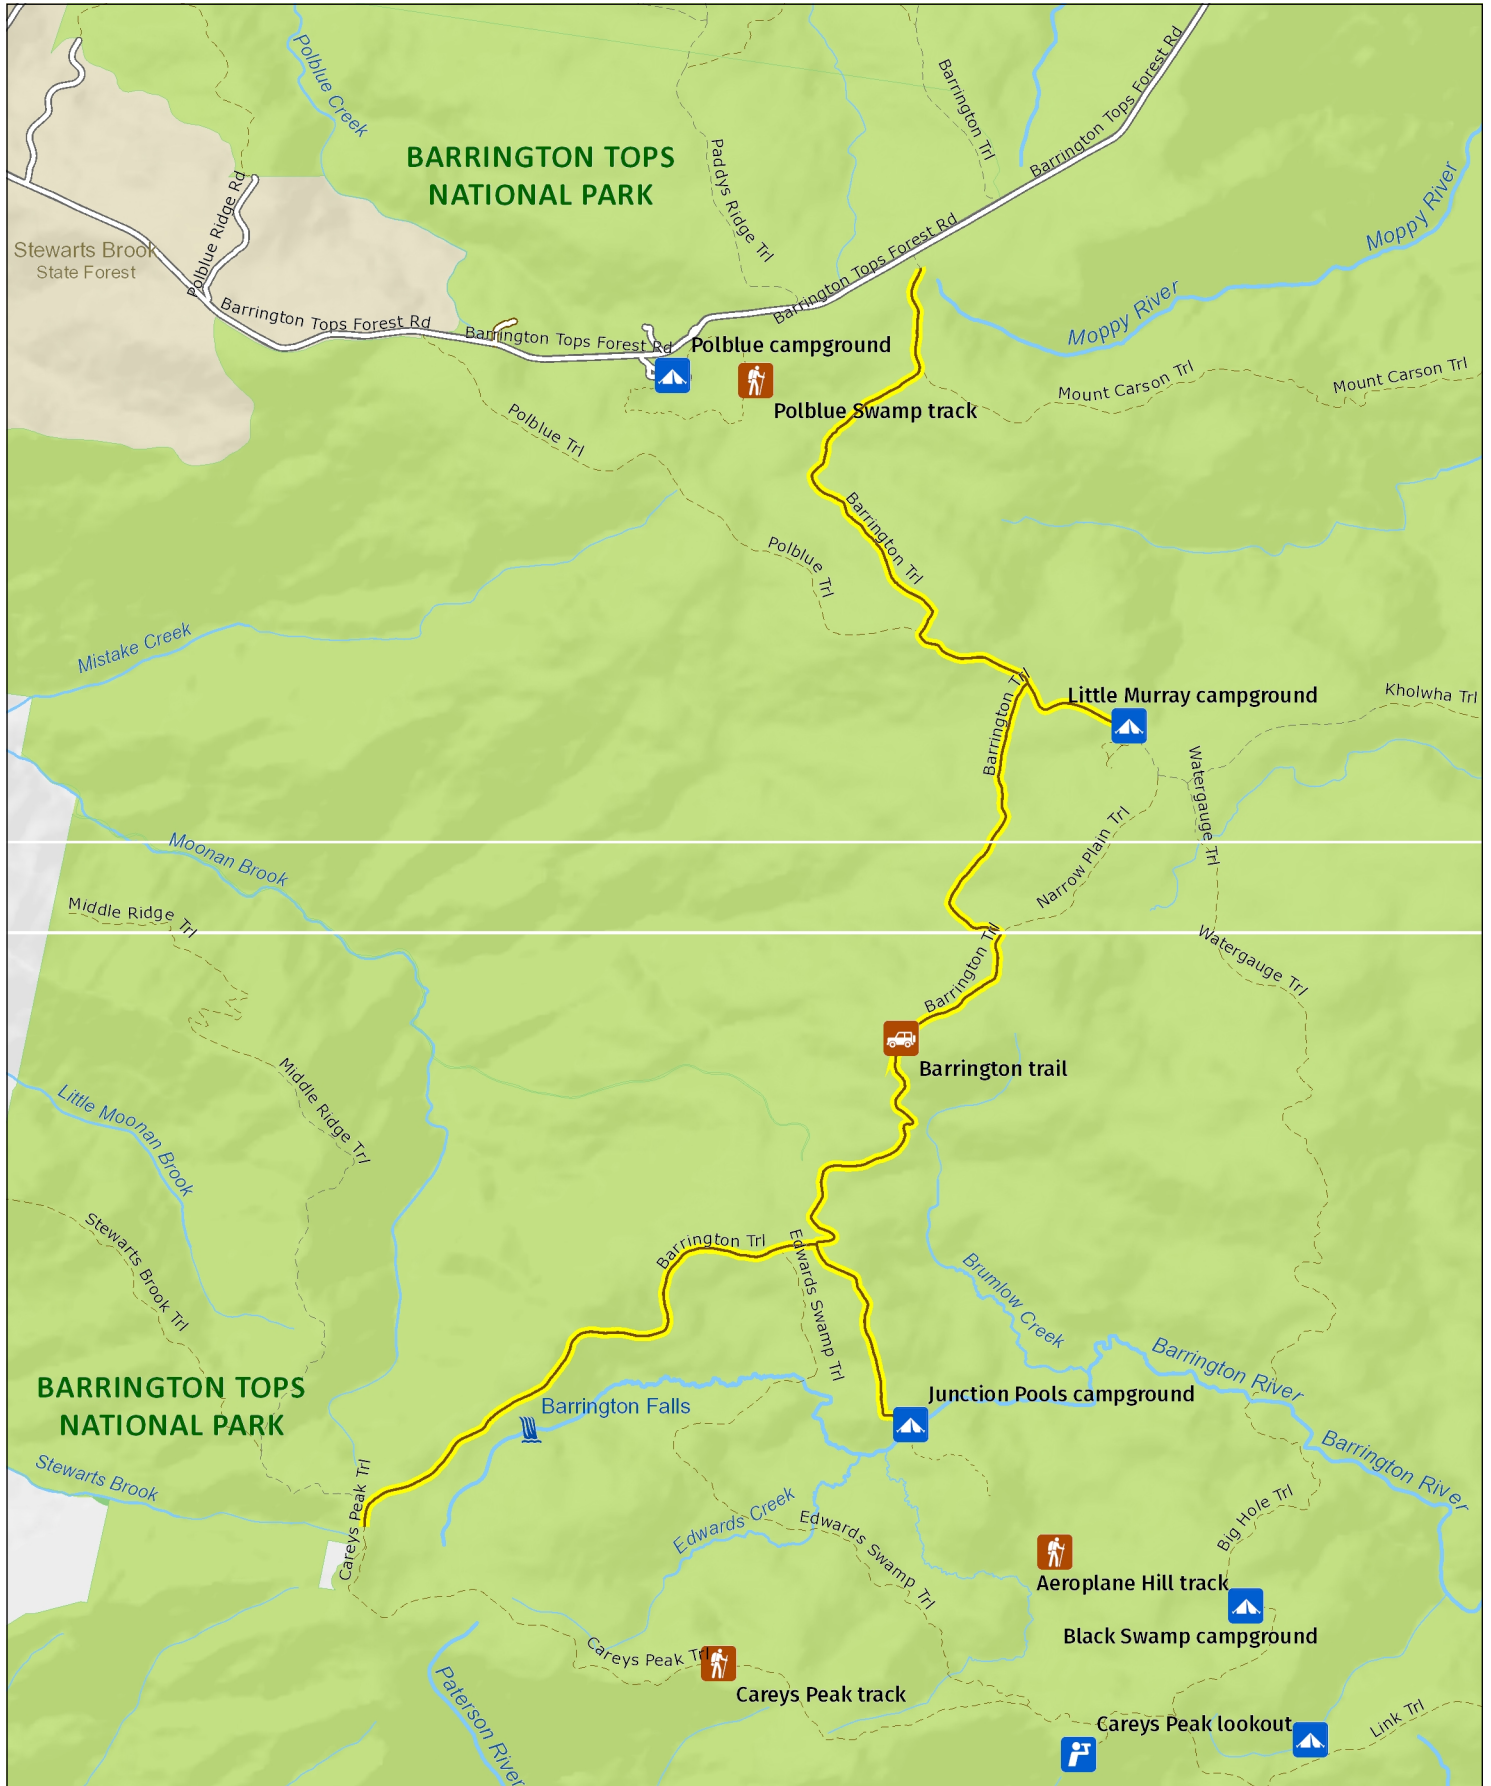 Polblue Creek
Barrington Trl
Barrington Tops Forest Rd
BARRINGTON TOPS
NATIONAL PARK
Paddys Ridge Trl
Moppy River
Polblue Ridge Rd
Stewarts Brook
State Forest
Barrington Tops Forest Rd
Moppy River
Barrington Tops Forest Rd
Barrington Tops Forest Rd
Barrington Tops Forest Rd
Polblue campground
Mount Carson Trl
Mount Carson Trl
Polblue Swamp track
Polblue Trl
Barrington Trl
Polblue Trl
Mistake Creek
Barrington Trl
Little Murray campground
Kholwha Trl
Watergauge Trl
Narrow Plain Trl
Moonan Brook
Middle Ridge Trl
Barrington Trl
Watergauge Trl
Barrington trail
Middle Ridge Trl
Little Moonan Brook
Stewarts Brook Trl
Barrington Trl
Edwards Swamp Trl
Brumlow Creek
Barrington River
BARRINGTON TOPS
NATIONAL PARK
Barrington Falls
Junction Pools campground
Barrington River
Stewarts Brook
Careys Peak Trl
Edwards Creek
Edwards Swamp Trl
Big Hole Trl
Aeroplane Hill track
Black Swamp campground
Careys Peak Trl
Careys Peak track
Paterson River
Careys Peak lookout
Link Trl